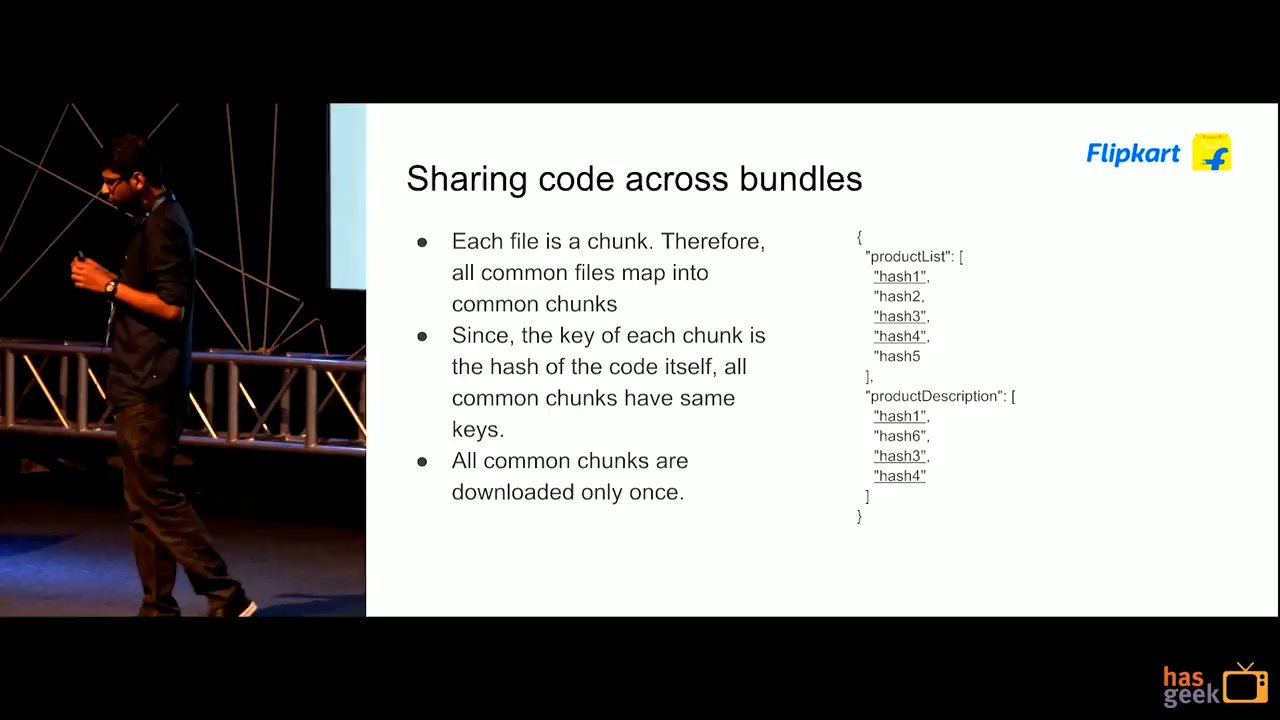 Flipkart
Sharing code across bundles
● Each file is a chunk. Therefore,
all common files map into
common chunks
● Since, the key of each chunk is
the hash of the code itself, all
common chunks have same
keys.
● All common chunks are
downloaded only once.
{
"productList": [
"hash1",
"hash2,
"hash3",
"hash4",
"hash5
],
"productDescription": [
"hash1",
"hash6",
"hash3",
"hash4"
]
}
has
geek